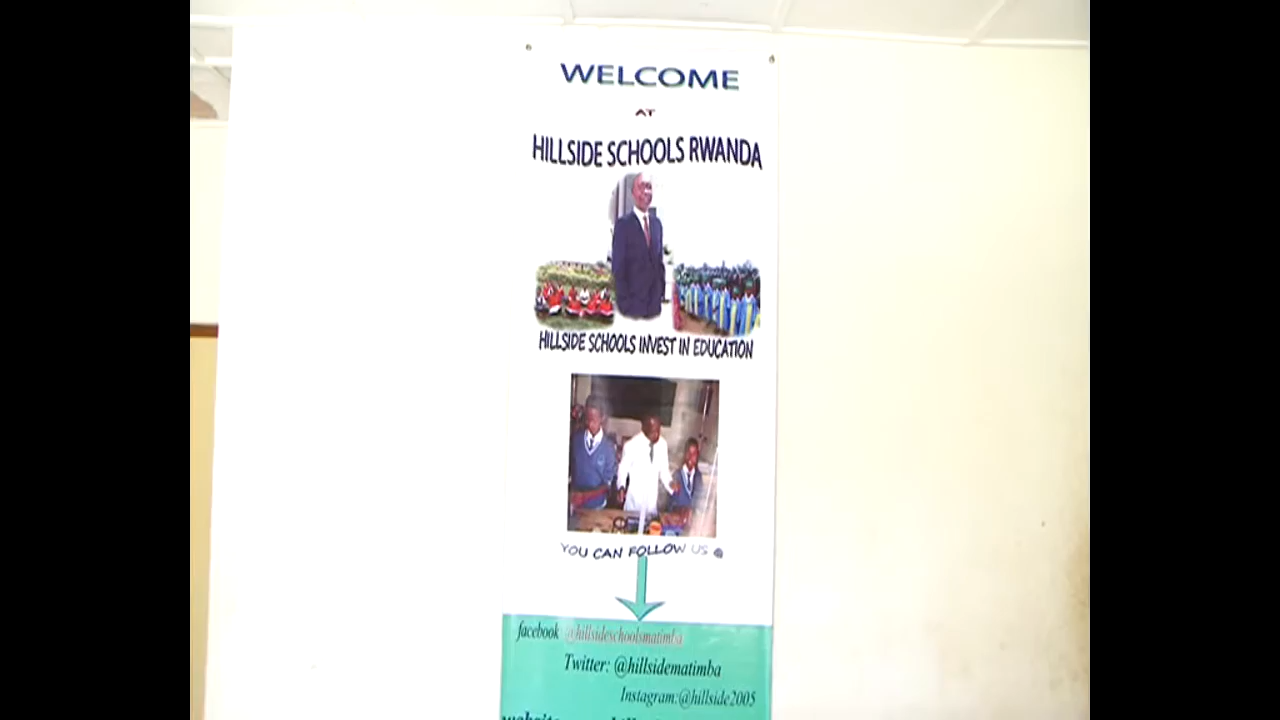 WELCOME
AT
HILLSIDE SCHOOLS RWANDA
HILLSIDE SCHOOLS INVEST IN EDUCATION
YOU CAN FOLLOW US @
facebook @hillsideschoolsmatimba
Twitter: @hillsidematimba
Instagram:@hillside2005